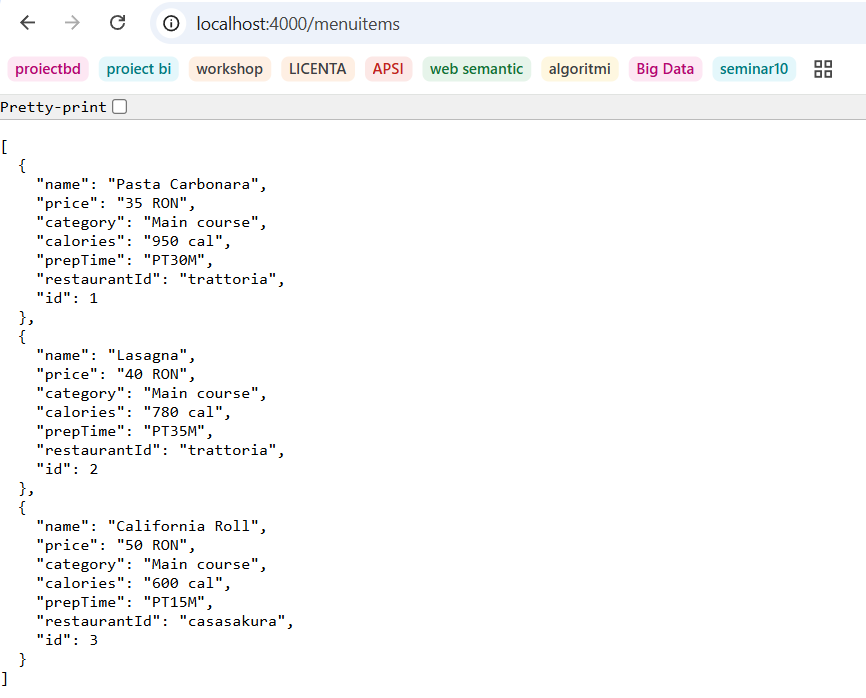 localhost:4000/menuitems
proiectbd proiect bi workshop LICENTA APSI web semantic algoritmi Big Data seminar10
Pretty-print
[
  {
    "name": "Pasta Carbonara",
    "price": "35 RON",
    "category": "Main course",
    "calories": "950 cal",
    "prepTime": "PT30M",
    "restaurantId": "trattoria",
    "id": 1
  },
  {
    "name": "Lasagna",
    "price": "40 RON",
    "category": "Main course",
    "calories": "780 cal",
    "prepTime": "PT35M",
    "restaurantId": "trattoria",
    "id": 2
  },
  {
    "name": "California Roll",
    "price": "50 RON",
    "category": "Main course",
    "calories": "600 cal",
    "prepTime": "PT15M",
    "restaurantId": "casasakura",
    "id": 3
  }
]